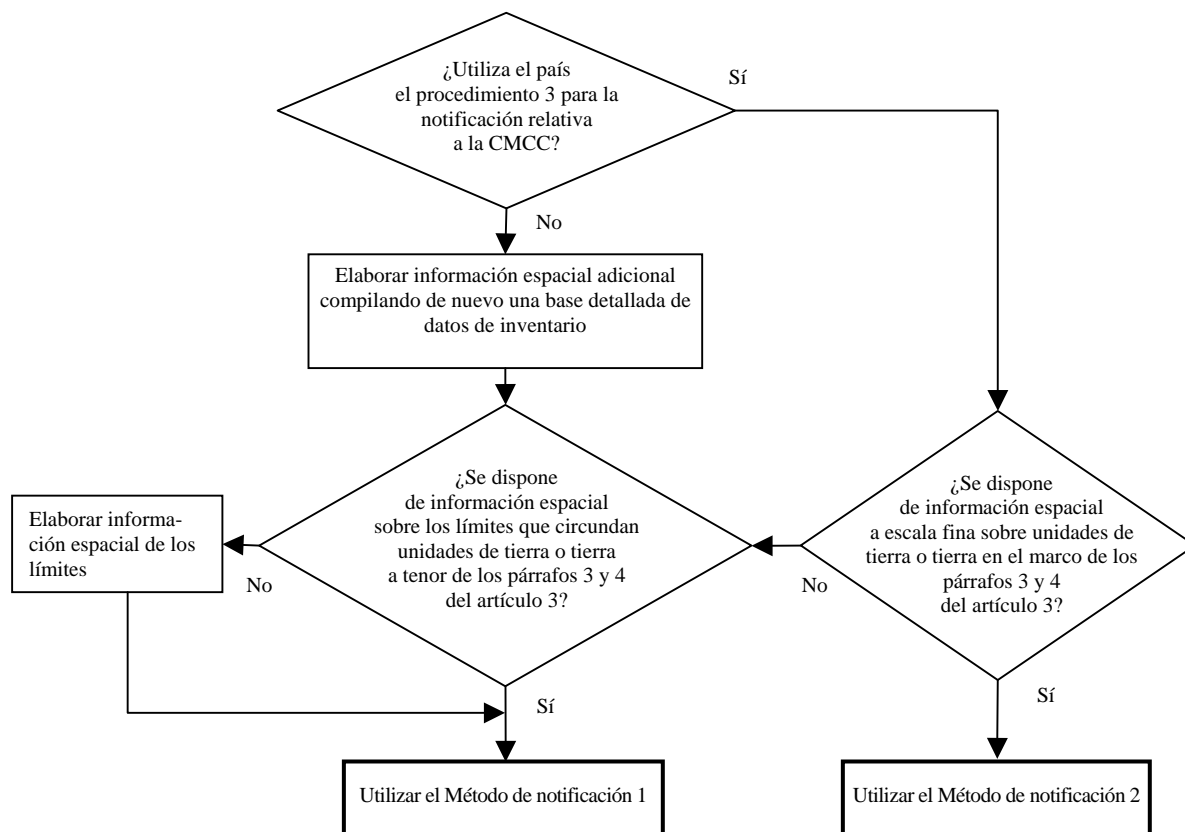 ¿Utiliza el país
el procedimiento 3 para la
notificación relativa
a la CMCC?
Sí
No
Elaborar información espacial adicional
compilando de nuevo una base detallada de
datos de inventario
¿Se dispone
de información espacial
sobre los límites que circundan
unidades de tierra o tierra
a tenor de los párrafos 3 y 4
del artículo 3?
¿Se dispone
de información espacial
a escala fina sobre unidades de
tierra o tierra en el marco de los
párrafos 3 y 4
del artículo 3?
Elaborar informa-
ción espacial de los
límites
No
No
Sí
Sí
Utilizar el Método de notificación 1
Utilizar el Método de notificación 2